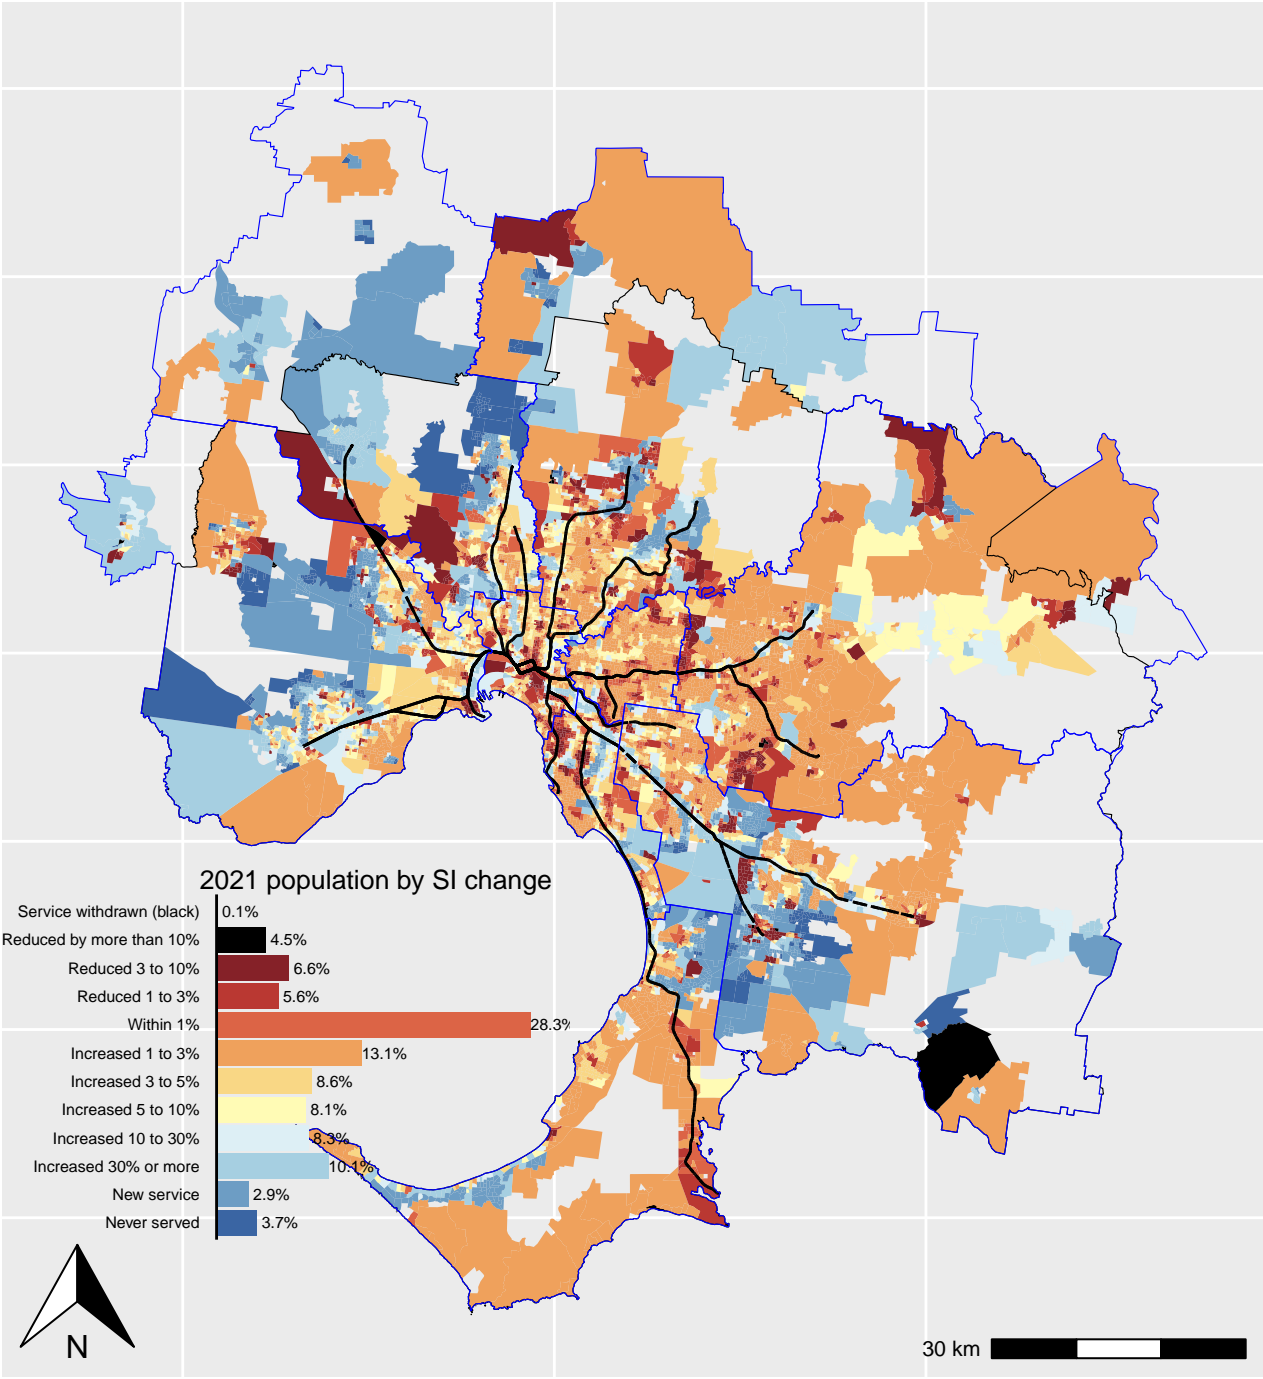 2021 population by SI change
Service withdrawn (black) 0.1%
Reduced by more than 10% 4.5%
Reduced 3 to 10% 6.6%
Reduced 1 to 3% 5.6%
Within 1% 28.3%
Increased 1 to 3% 13.1%
Increased 3 to 5% 8.6%
Increased 5 to 10% 8.1%
Increased 10 to 30% 8.3%
Increased 30% or more 10.1%
New service 2.9%
Never served 3.7%
N
30 km